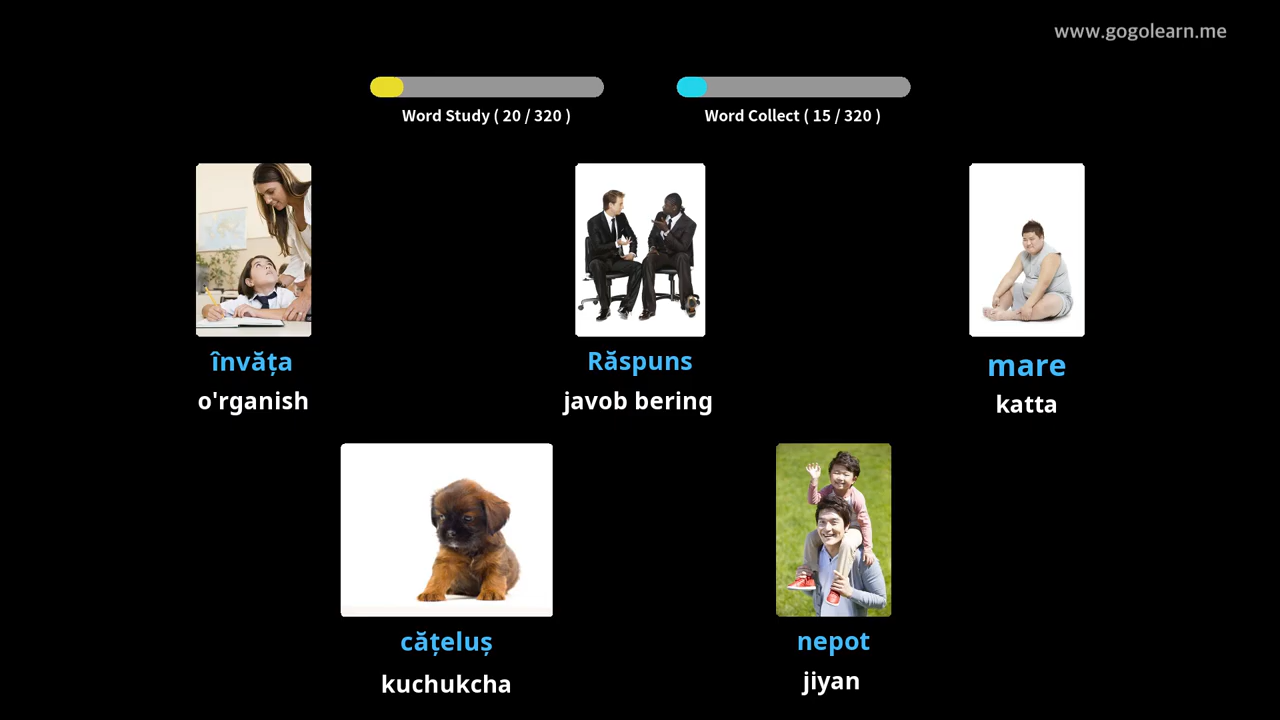 www.gogolearn.me
Word Study ( 20 / 320 )
Word Collect ( 15 / 320 )
învăța
o'rganish
Răspuns
javob bering
mare
katta
cățeluș
kuchukcha
nepot
jiyan